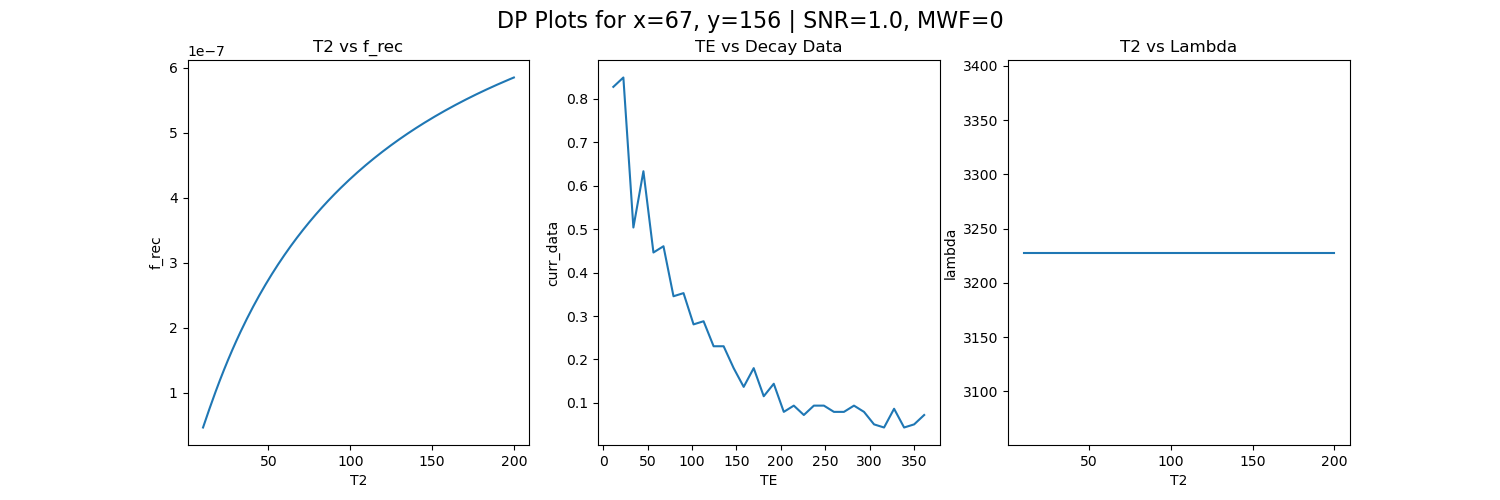 DP Plots for x=67, y=156 | SNR=1.0, MWF=0
T2 vs f_rec
1e−7
6
5
4
3
2
1
f_rec
50 100 150 200
T2
TE vs Decay Data
0.8
0.7
0.6
0.5
0.4
0.3
0.2
0.1
curr_data
0 50 100 150 200 250 300 350
TE
T2 vs Lambda
3400
3350
3300
3250
3200
3150
3100
lambda
50 100 150 200
T2